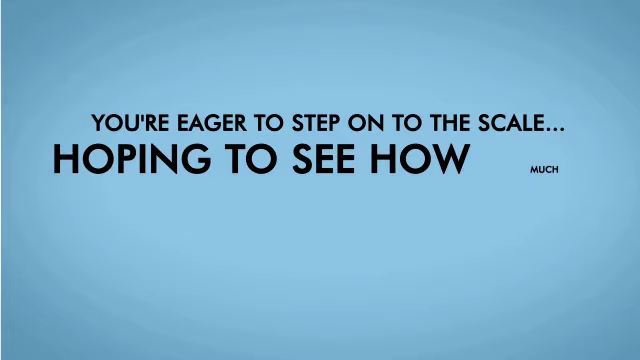 YOU'RE EAGER TO STEP ON TO THE SCALE...
HOPING TO SEE HOW MUCH